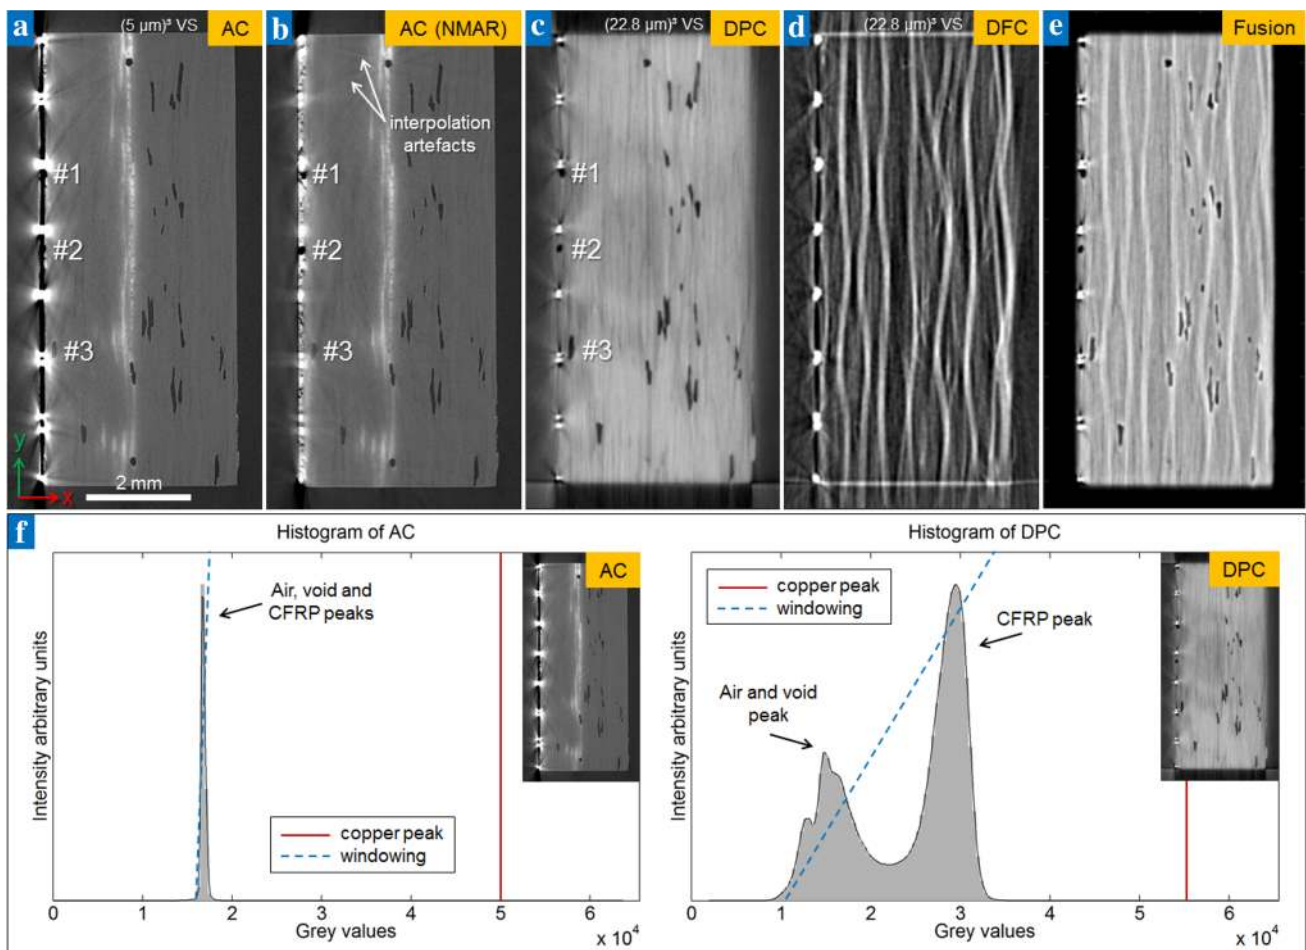 a (5 µm)³ VS AC
b AC (NMAR)
c (22.8 µm)³ VS DPC
d (22.8 µm)³ VS DFC
e Fusion
interpolation
artefacts
#1 #1 #1
#2 #2 #2
#3 #3 #3
y
x
2 mm
f
Histogram of AC
AC
Air, void and
CFRP peaks
Intensity arbitrary units
copper peak
windowing
0 1 2 3 4 5 6
Grey values
x 10⁴
Histogram of DPC
DPC
copper peak
windowing
CFRP peak
Air and void
peak
Intensity arbitrary units
0 1 2 3 4 5 6
Grey values
x 10⁴